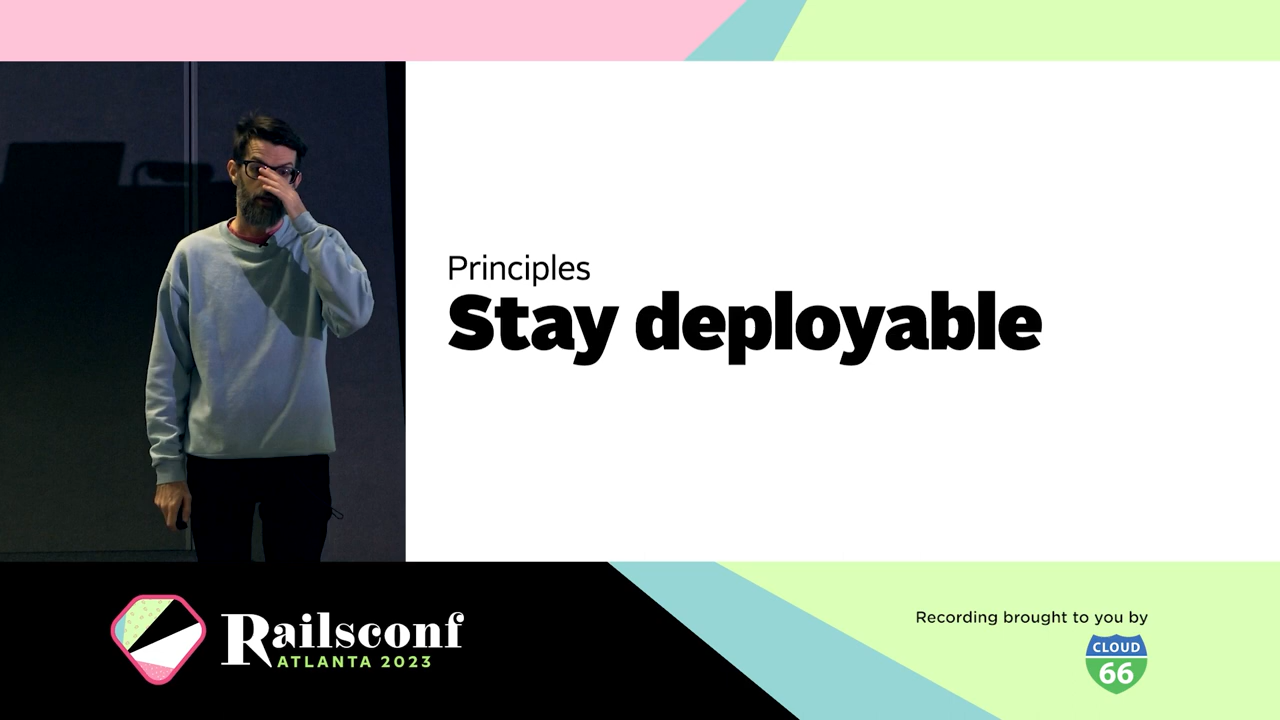 Principles
Stay deployable
Railsconf
ATLANTA 2023
Recording brought to you by
CLOUD
66